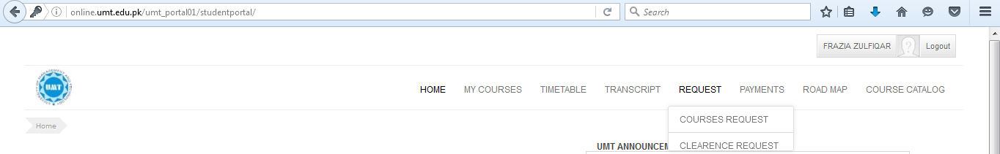 online.umt.edu.pk/umt_portal01/studentportal/
Search
FRAZIA ZULFIQAR
Logout
UMT
HOME MY COURSES TIMETABLE TRANSCRIPT REQUEST PAYMENTS ROAD MAP COURSE CATALOG
COURSES REQUEST
Home
CLEARENCE REQUEST
UMT ANNOUNCEM